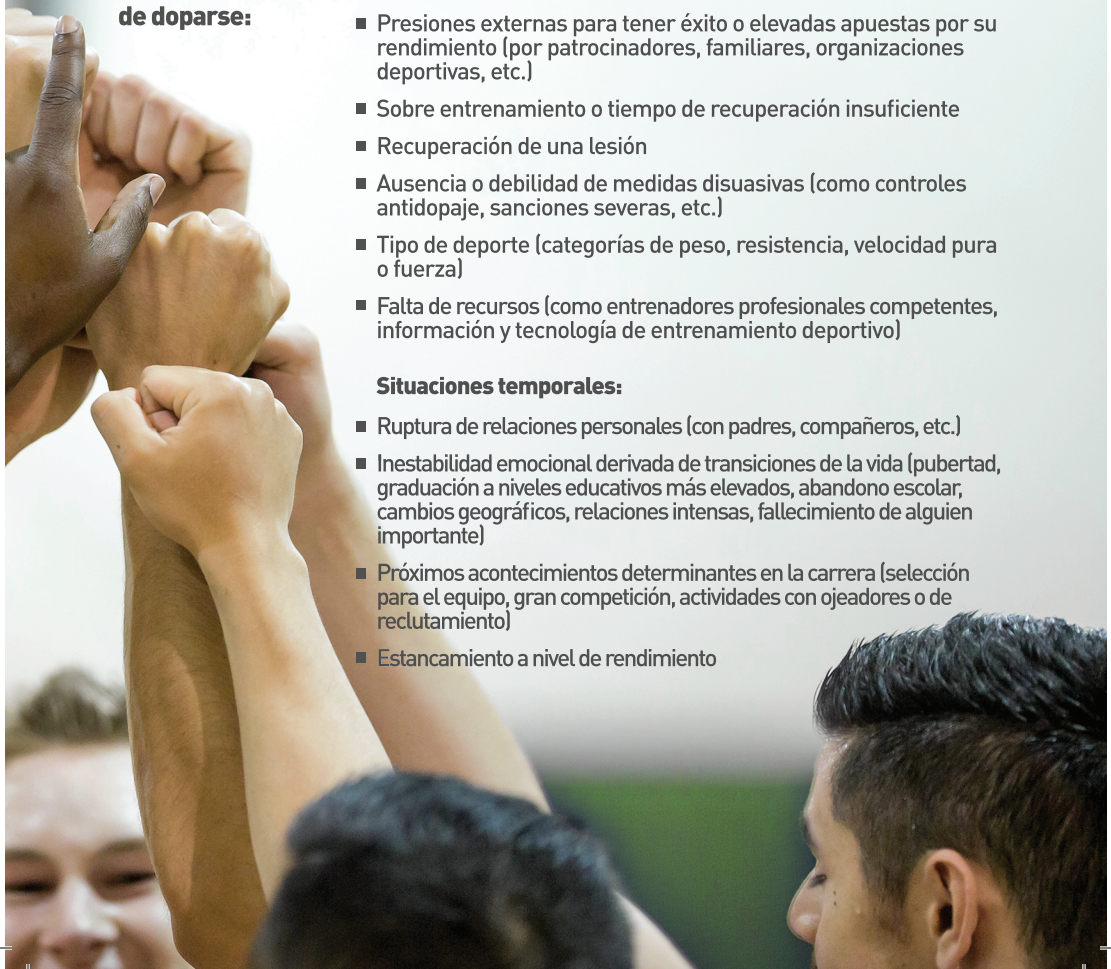 de doparse:
■ Presiones externas para tener éxito o elevadas apuestas por su
rendimiento (por patrocinadores, familiares, organizaciones
deportivas, etc.)
■ Sobre entrenamiento o tiempo de recuperación insuficiente
■ Recuperación de una lesión
■ Ausencia o debilidad de medidas disuasivas (como controles
antidopaje, sanciones severas, etc.)
■ Tipo de deporte (categorías de peso, resistencia, velocidad pura
o fuerza)
■ Falta de recursos (como entrenadores profesionales competentes,
información y tecnología de entrenamiento deportivo)
Situaciones temporales:
■ Ruptura de relaciones personales (con padres, compañeros, etc.)
■ Inestabilidad emocional derivada de transiciones de la vida (pubertad,
graduación a niveles educativos más elevados, abandono escolar,
cambios geográficos, relaciones intensas, fallecimiento de alguien
importante)
■ Próximos acontecimientos determinantes en la carrera (selección
para el equipo, gran competición, actividades con ojeadores o de
reclutamiento)
■ Estancamiento a nivel de rendimiento